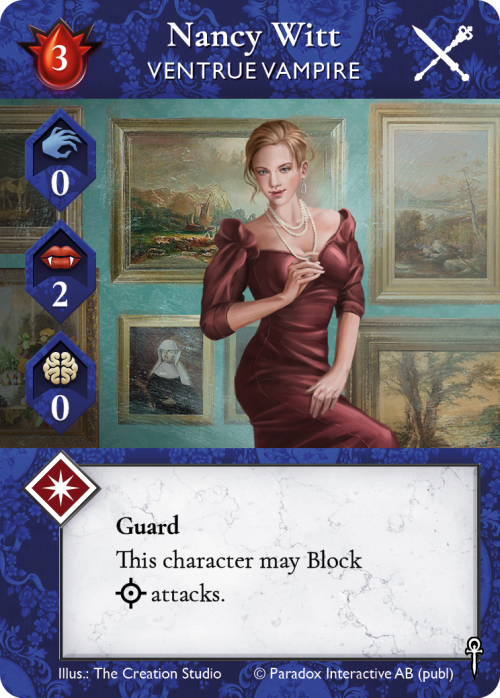 Nancy Witt
3
VENTRUE VAMPIRE
0
2
0
Guard
This character may Block
attacks.
Illus.: The Creation Studio © Paradox Interactive AB (publ)